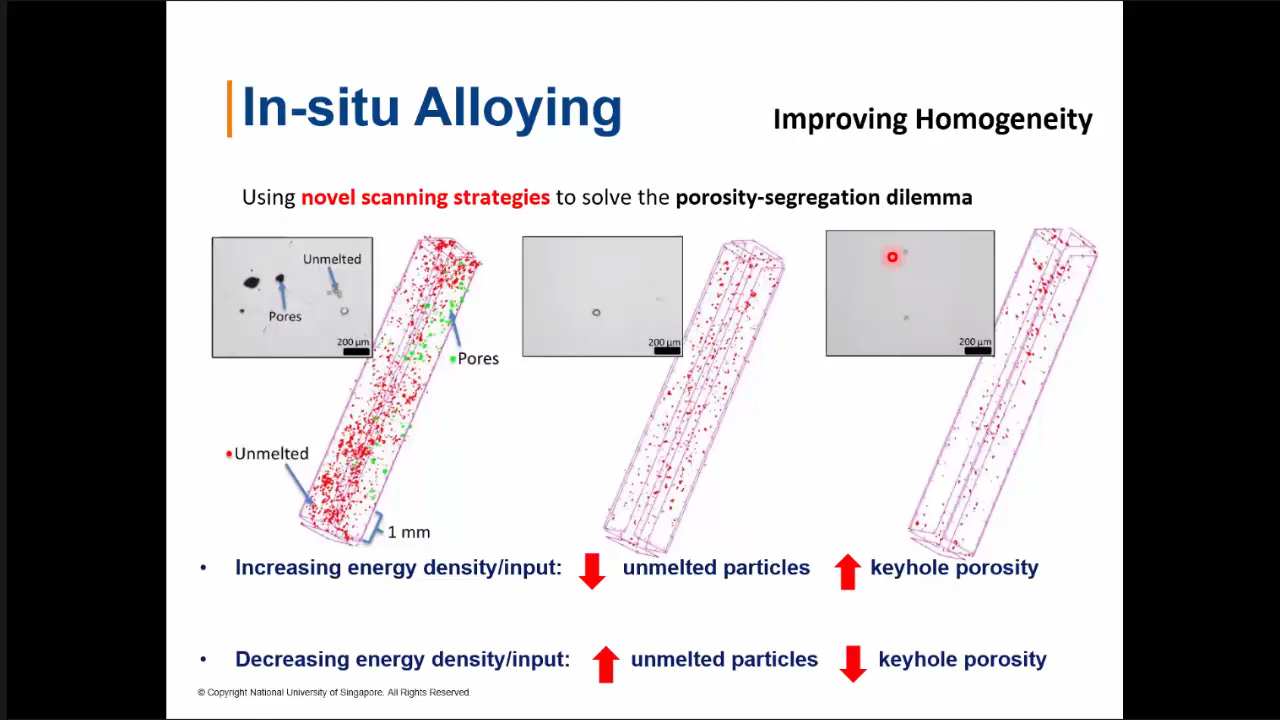 In-situ Alloying
Improving Homogeneity
Using novel scanning strategies to solve the porosity-segregation dilemma
Unmelted
Pores
200 µm
200 µm
200 µm
Pores
Unmelted
1 mm
• Increasing energy density/input: unmelted particles keyhole porosity
• Decreasing energy density/input: unmelted particles keyhole porosity
© Copyright National University of Singapore. All Rights Reserved.